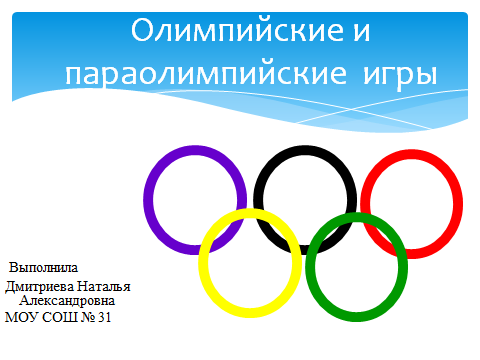 Олимпийские и
параолимпийские игры
Выполнила
Дмитриева Наталья
Александровна
МОУ СОШ № 31